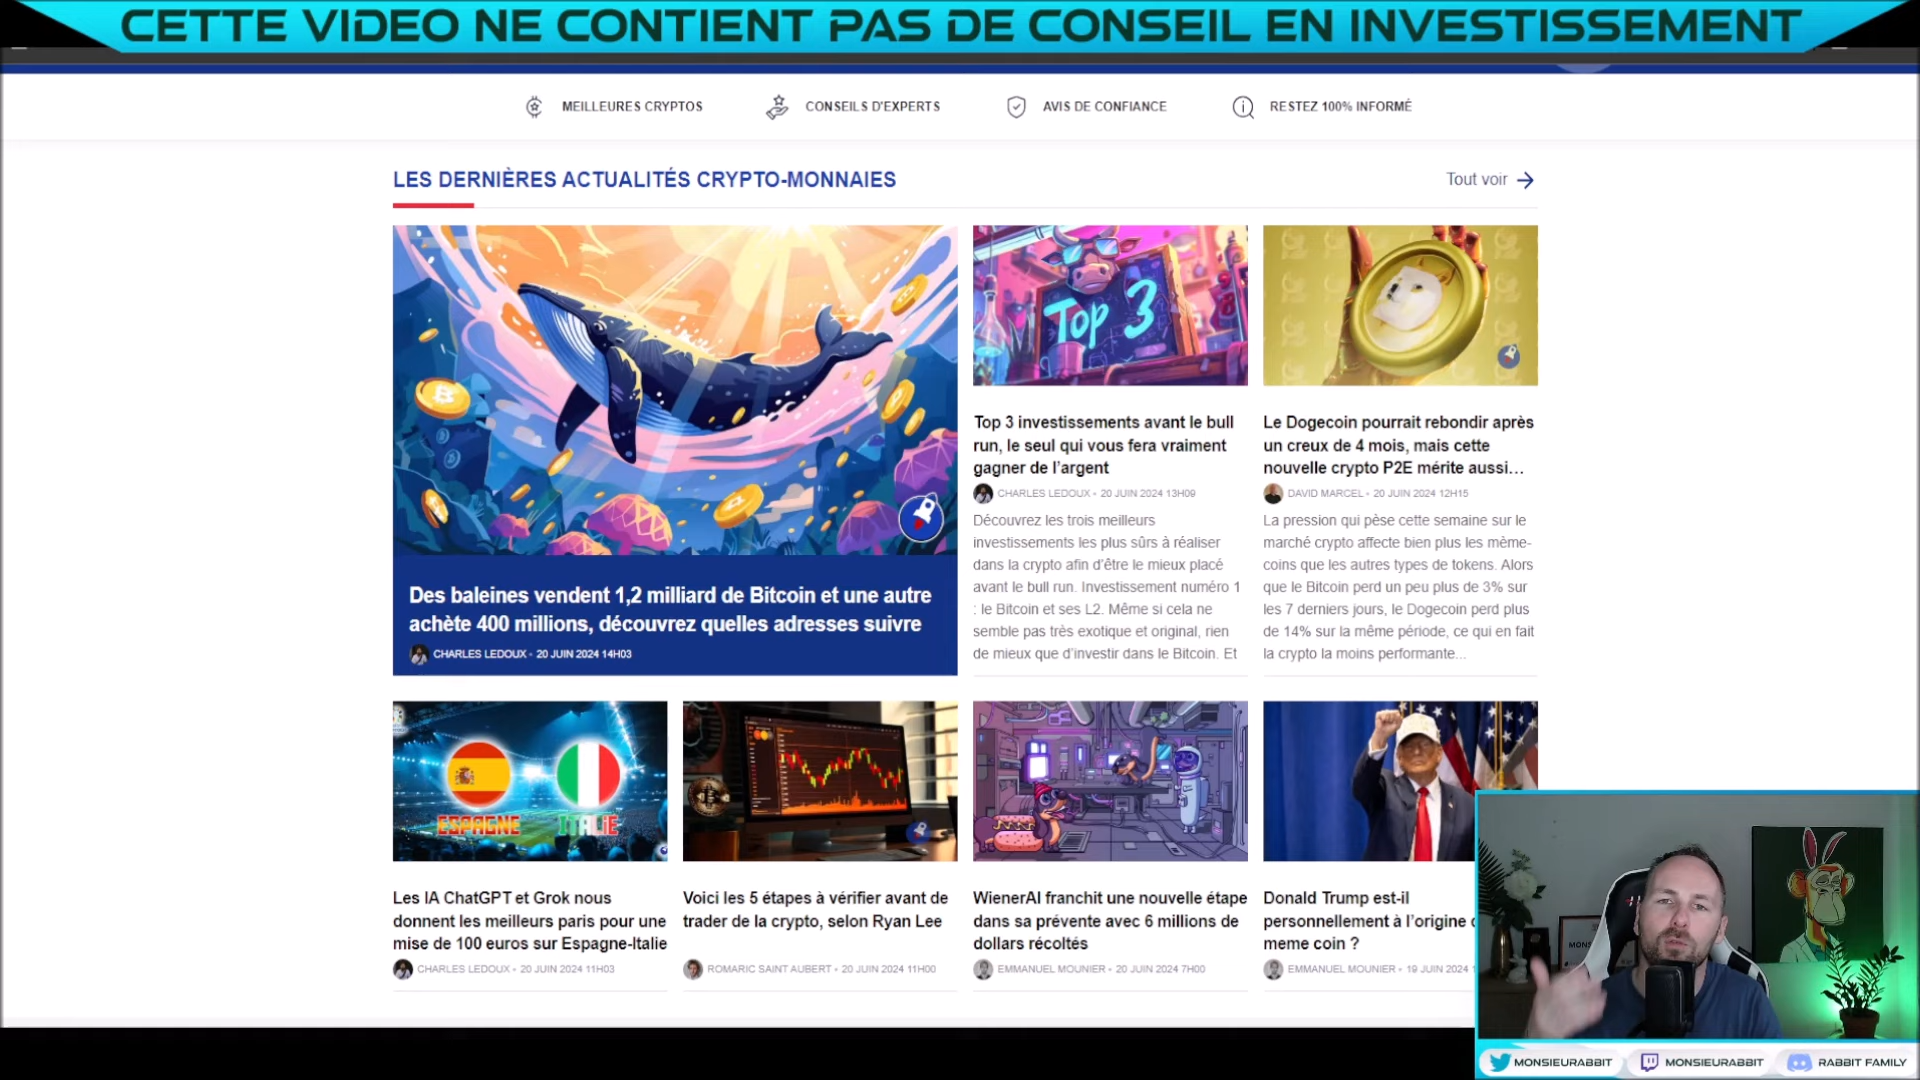 CETTE VIDEO NE CONTIENT PAS DE CONSEIL EN INVESTISSEMENT
MEILLEURES CRYPTOS
CONSEILS D'EXPERTS
AVIS DE CONFIANCE
RESTEZ 100% INFORMÉ
LES DERNIÈRES ACTUALITÉS CRYPTO-MONNAIES
Tout voir
Top 3
Des baleines vendent 1,2 milliard de Bitcoin et une autre
achète 400 millions, découvrez quelles adresses suivre
CHARLES LEDOUX • 20 JUIN 2024 14H03
Top 3 investissements avant le bull
run, le seul qui vous fera vraiment
gagner de l'argent
CHARLES LEDOUX • 20 JUIN 2024 13H09
Découvrez les trois meilleurs
investissements les plus sûrs à réaliser
dans la crypto afin d'être le mieux placé
avant le bull run. Investissement numéro 1
: le Bitcoin et ses L2. Même si cela ne
semble pas très exotique et original, rien
de mieux que d'investir dans le Bitcoin. Et
Le Dogecoin pourrait rebondir après
un creux de 4 mois, mais cette
nouvelle crypto P2E mérite aussi…
DAVID MARCEL • 20 JUIN 2024 12H15
La pression qui pèse cette semaine sur le
marché crypto affecte bien plus les mème-
coins que les autres types de tokens. Alors
que le Bitcoin perd un peu plus de 3% sur
les 7 derniers jours, le Dogecoin perd plus
de 14% sur la même période, ce qui en fait
la crypto la moins performante...
ESPAGNE
ITALIE
Les IA ChatGPT et Grok nous
donnent les meilleurs paris pour une
mise de 100 euros sur Espagne-Italie
CHARLES LEDOUX • 20 JUIN 2024 11H03
Voici les 5 étapes à vérifier avant de
trader de la crypto, selon Ryan Lee
ROMARIC SAINT AUBERT • 20 JUIN 2024 11H00
WienerAI franchit une nouvelle étape
dans sa prévente avec 6 millions de
dollars récoltés
EMMANUEL MOUNIER • 20 JUIN 2024 7H00
Donald Trump est-il
personnellement à l'origine
meme coin ?
EMMANUEL MOUNIER • 19 JUIN 2024
MONSIEURABBIT
MONSIEURABBIT
RABBIT FAMILY